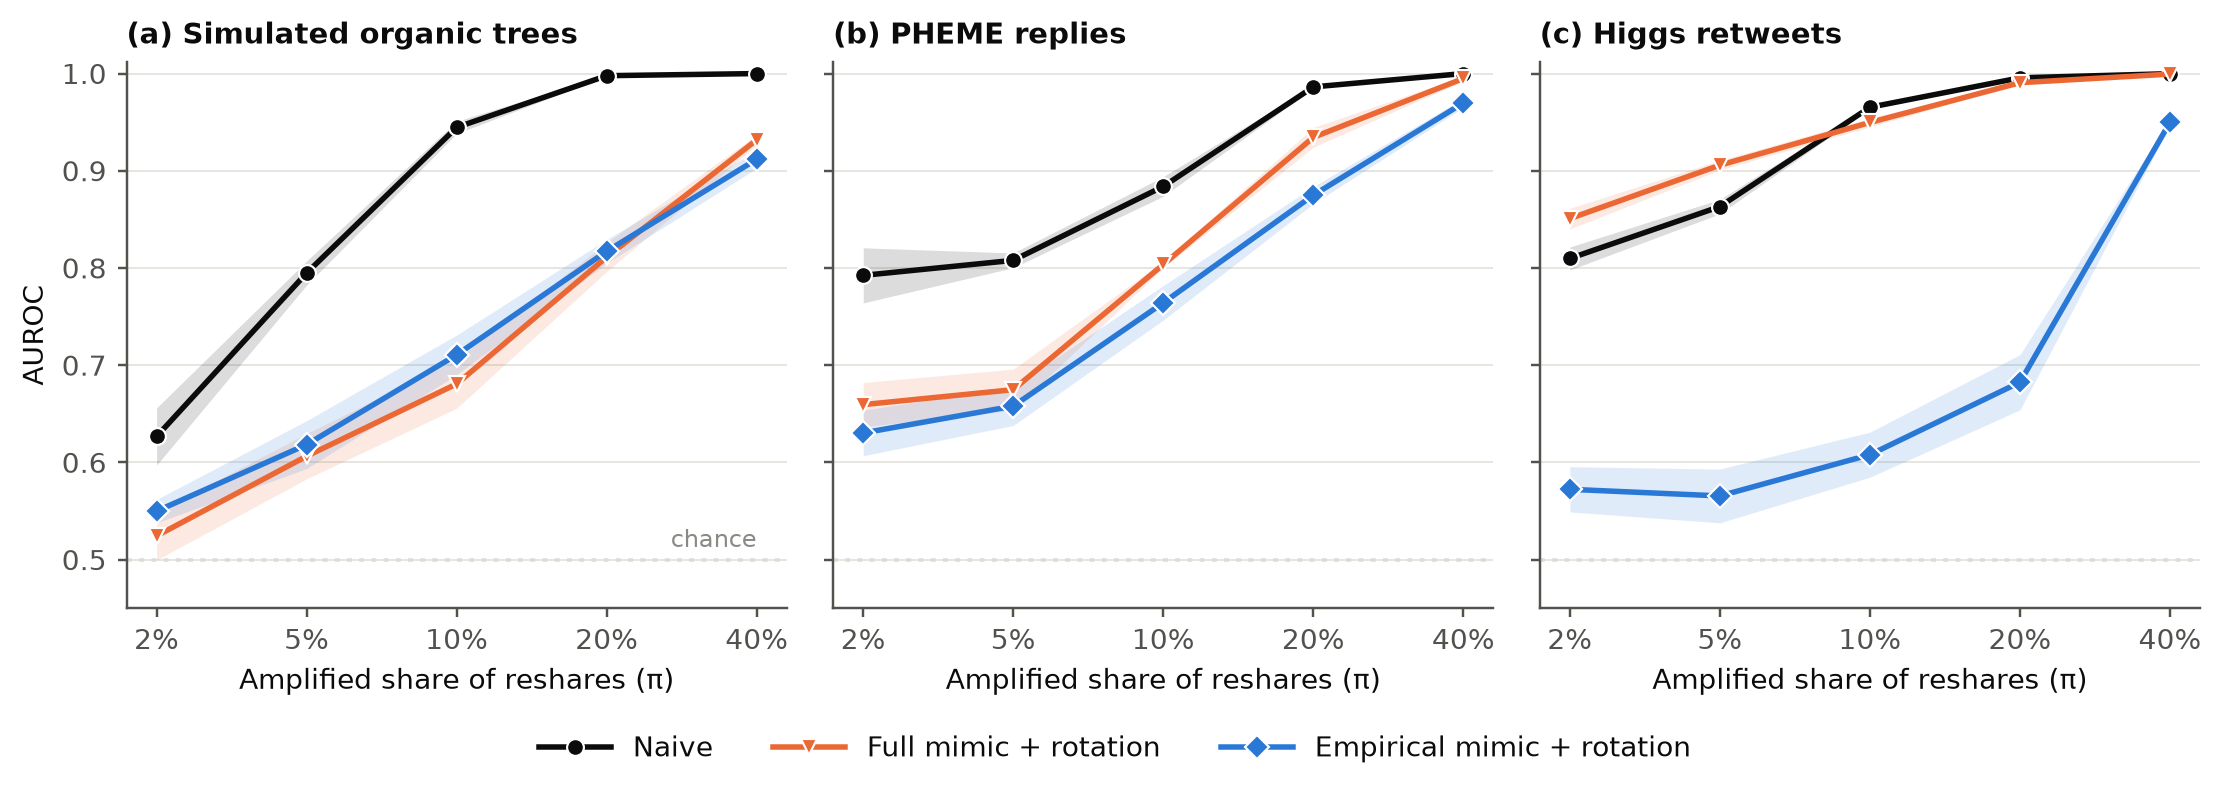 (a) Simulated organic trees
(b) PHEME replies
(c) Higgs retweets
AUROC
1.0
0.9
0.8
0.7
0.6
0.5
chance
2% 5% 10% 20% 40%
2% 5% 10% 20% 40%
2% 5% 10% 20% 40%
Amplified share of reshares (π)
Amplified share of reshares (π)
Amplified share of reshares (π)
Naive
Full mimic + rotation
Empirical mimic + rotation